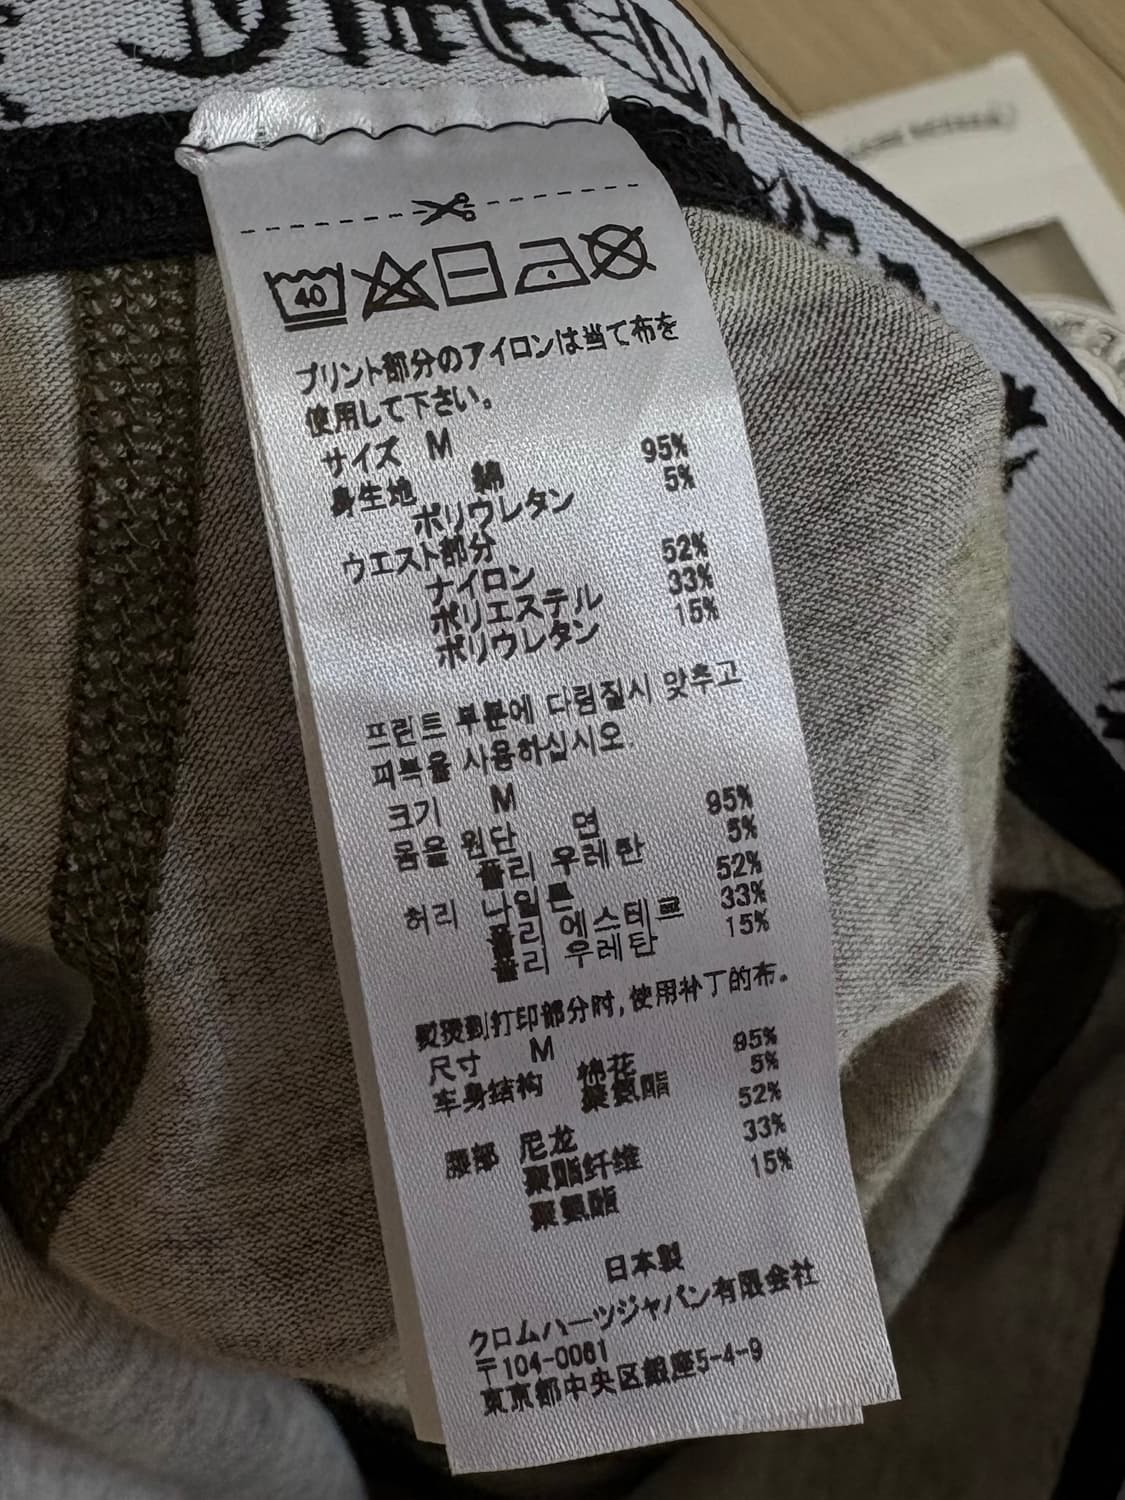 40
プリント部分のアイロンは当て布を
使用して下さい。
サイズ M
身生地 綿 95%
ポリウレタン 5%
ウエスト部分
ナイロン 52%
ポリエステル 33%
ポリウレタン 15%
프린트 부분에 다림질시 맞추고
피복을 사용하십시오.
크기 M
몸을 원단 면 95%
폴리 우레탄 5%
허리 나일론 52%
폴리 에스테르 33%
폴리 우레탄 15%
熨烫到打印部分时,使用补丁的布。
尺寸 M
车身结构 棉花 95%
聚氨酯 5%
腰部 尼龙 52%
聚酯纤维 33%
聚氨酯 15%
日本製
クロムハーツジャパン有限会社
〒104-0061
東京都中央区銀座5-4-9